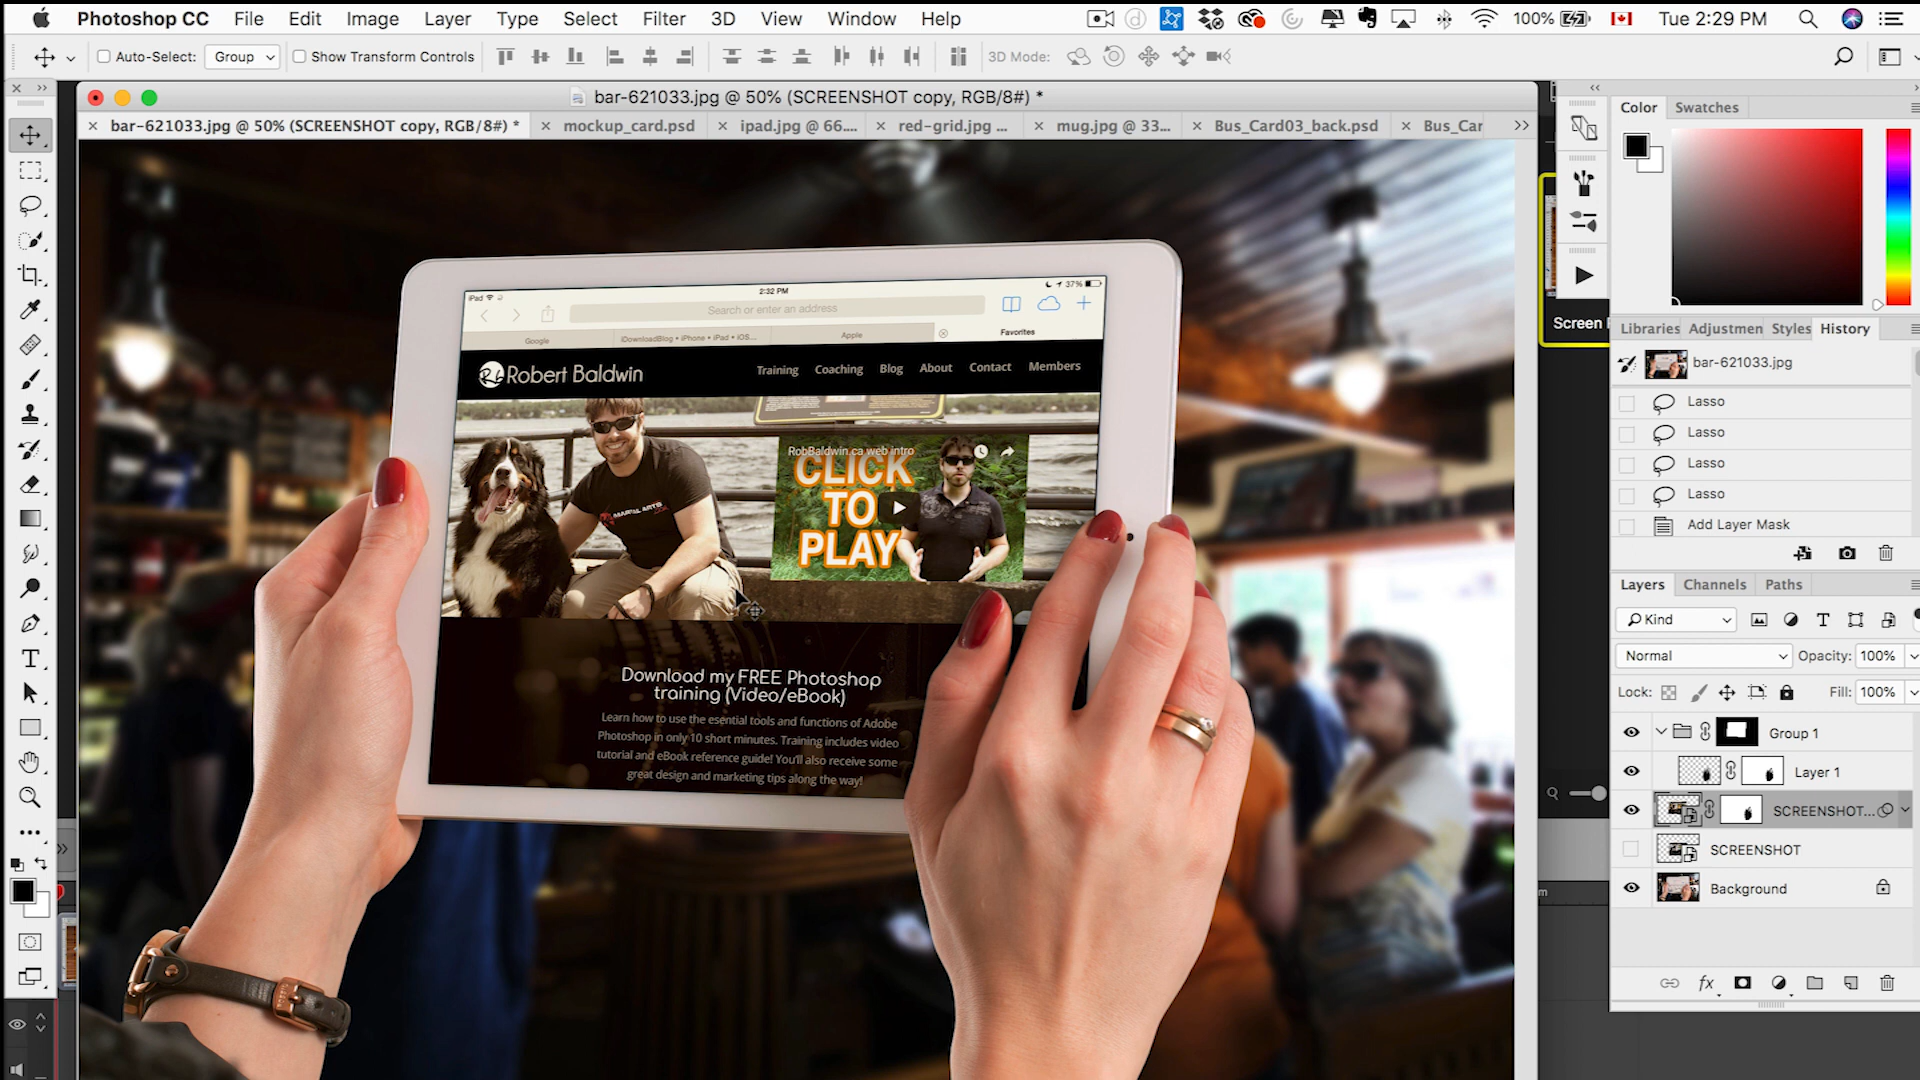 Photoshop CC File Edit Image Layer Type Select Filter 3D View Window Help 100% Tue 2:29 PM
Auto-Select: Group Show Transform Controls 3D Mode:
bar-621033.jpg @ 50% (SCREENSHOT copy, RGB/8#) *
bar-621033.jpg @ 50% (SCREENSHOT copy, RGB/8#) * mockup_card.psd ipad.jpg @ 66.... red-grid.jpg ... mug.jpg @ 33... Bus_Card03_back.psd Bus_Car
Color Swatches
iPad 2:32 PM 37%
Search or enter an address
Google iDownloadBlog • iPhone • iPad • iOS... Apple Favorites
Robert Baldwin Training Coaching Blog About Contact Members
RobBaldwin.ca web intro
CLICK
TO
PLAY
MARTIAL ARTS
Download my FREE Photoshop
training (Video/eBook)
Learn how to use the esential tools and functions of Adobe
Photoshop in only 10 short minutes. Training includes video
tutorial and eBook reference guide! You'll also receive some
great design and marketing tips along the way!
Screen
Libraries Adjustmen Styles History
bar-621033.jpg
Lasso
Lasso
Lasso
Lasso
Add Layer Mask
Layers Channels Paths
Kind
Normal Opacity: 100%
Lock: Fill: 100%
Group 1
Layer 1
SCREENSHOT...
SCREENSHOT
Background
fx